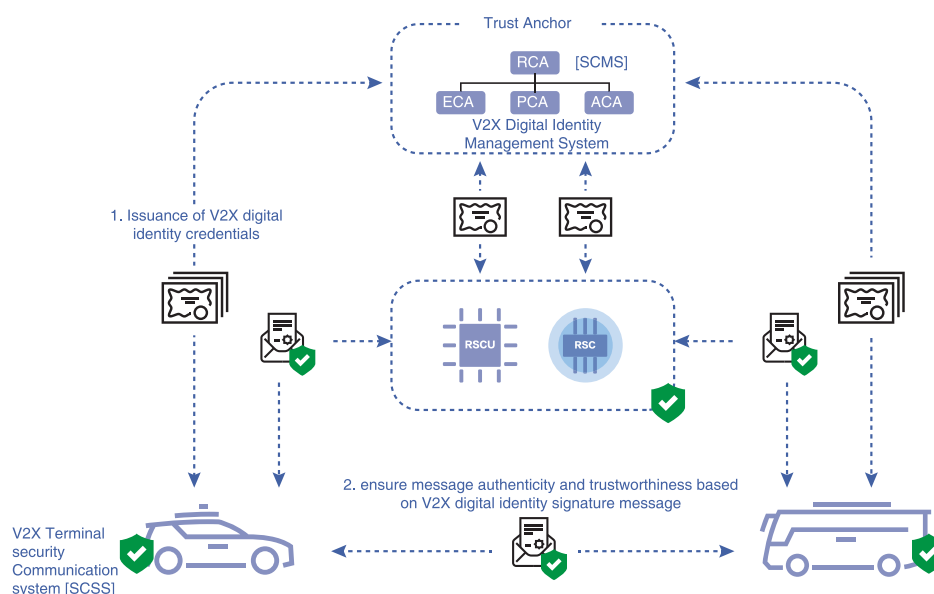 Trust Anchor
RCA
[SCMS]
ECA
PCA
ACA
V2X Digital Identity
Management System
1. Issuance of V2X digital
identity credentials
RSCU
RSC
2. ensure message authenticity and trustworthiness based
on V2X digital identity signature message
V2X Terminal
security
Communication
system [SCSS]